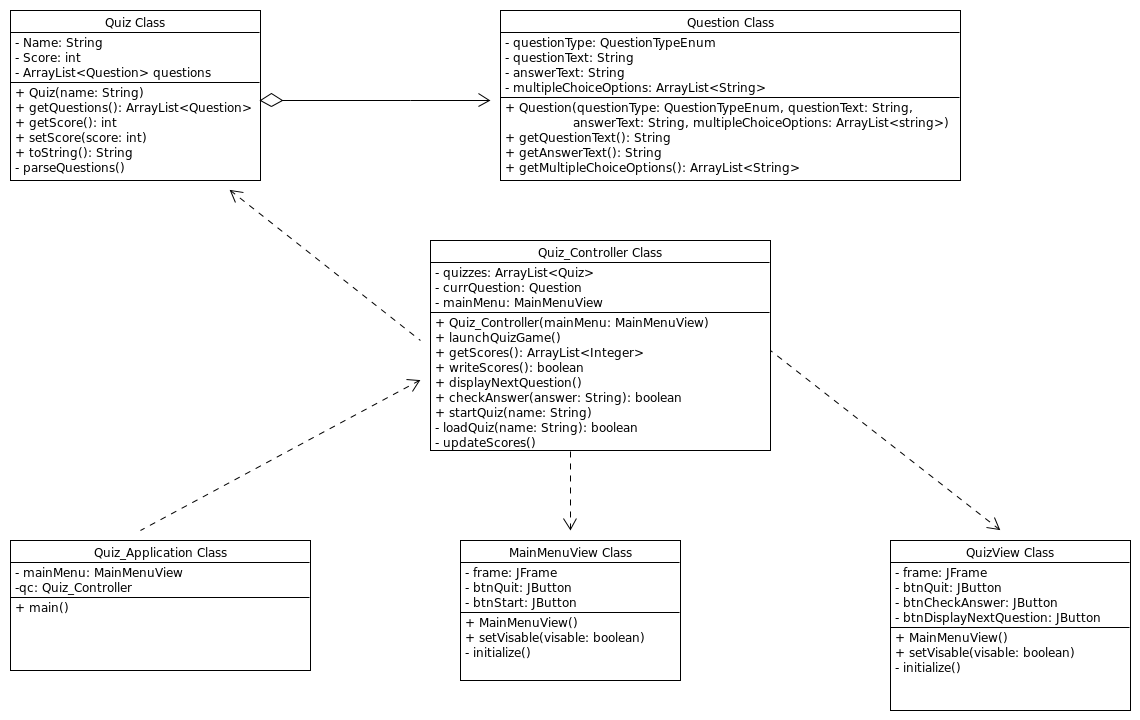 Quiz Class
- Name: String
- Score: int
- ArrayList<Question> questions
+ Quiz(name: String)
+ getQuestions(): ArrayList<Question>
+ getScore(): int
+ setScore(score: int)
+ toString(): String
- parseQuestions()
Question Class
- questionType: QuestionTypeEnum
- questionText: String
- answerText: String
- multipleChoiceOptions: ArrayList<String>
+ Question(questionType: QuestionTypeEnum, questionText: String,
answerText: String, multipleChoiceOptions: ArrayList<string>)
+ getQuestionText(): String
+ getAnswerText(): String
+ getMultipleChoiceOptions(): ArrayList<String>
Quiz_Controller Class
- quizzes: ArrayList<Quiz>
- currQuestion: Question
- mainMenu: MainMenuView
+ Quiz_Controller(mainMenu: MainMenuView)
+ launchQuizGame()
+ getScores(): ArrayList<Integer>
+ writeScores(): boolean
+ displayNextQuestion()
+ checkAnswer(answer: String): boolean
+ startQuiz(name: String)
- loadQuiz(name: String): boolean
- updateScores()
Quiz_Application Class
- mainMenu: MainMenuView
-qc: Quiz_Controller
+ main()
MainMenuView Class
- frame: JFrame
- btnQuit: JButton
- btnStart: JButton
+ MainMenuView()
+ setVisable(visable: boolean)
- initialize()
QuizView Class
- frame: JFrame
- btnQuit: JButton
- btnCheckAnswer: JButton
- btnDisplayNextQuestion: JButton
+ MainMenuView()
+ setVisable(visable: boolean)
- initialize()